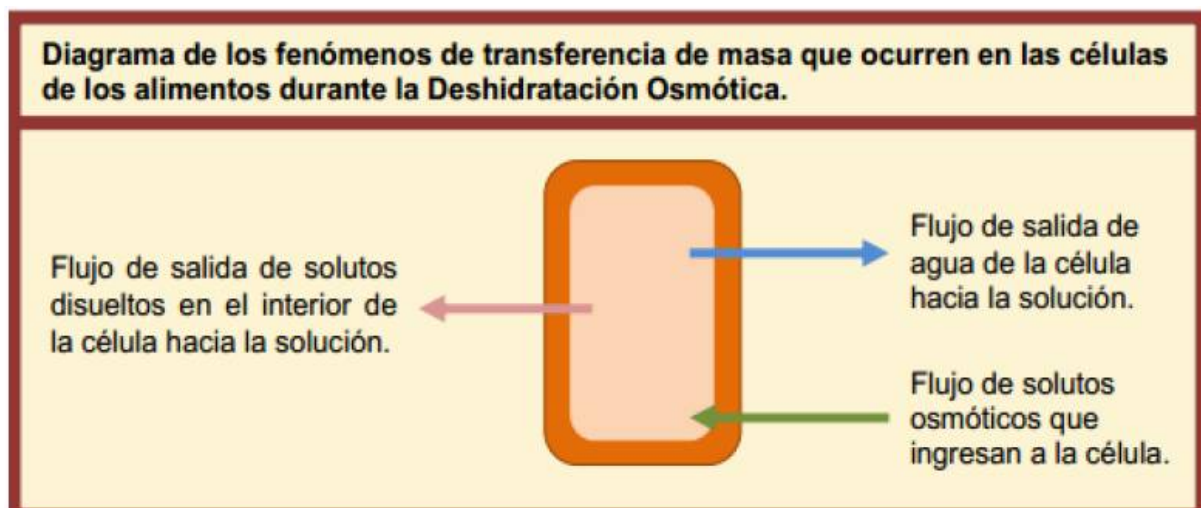 Diagrama de los fenómenos de transferencia de masa que ocurren en las células
de los alimentos durante la Deshidratación Osmótica.
Flujo de salida de solutos
disueltos en el interior de
la célula hacia la solución.
Flujo de salida de
agua de la célula
hacia la solución.
Flujo de solutos
osmóticos que
ingresan a la célula.